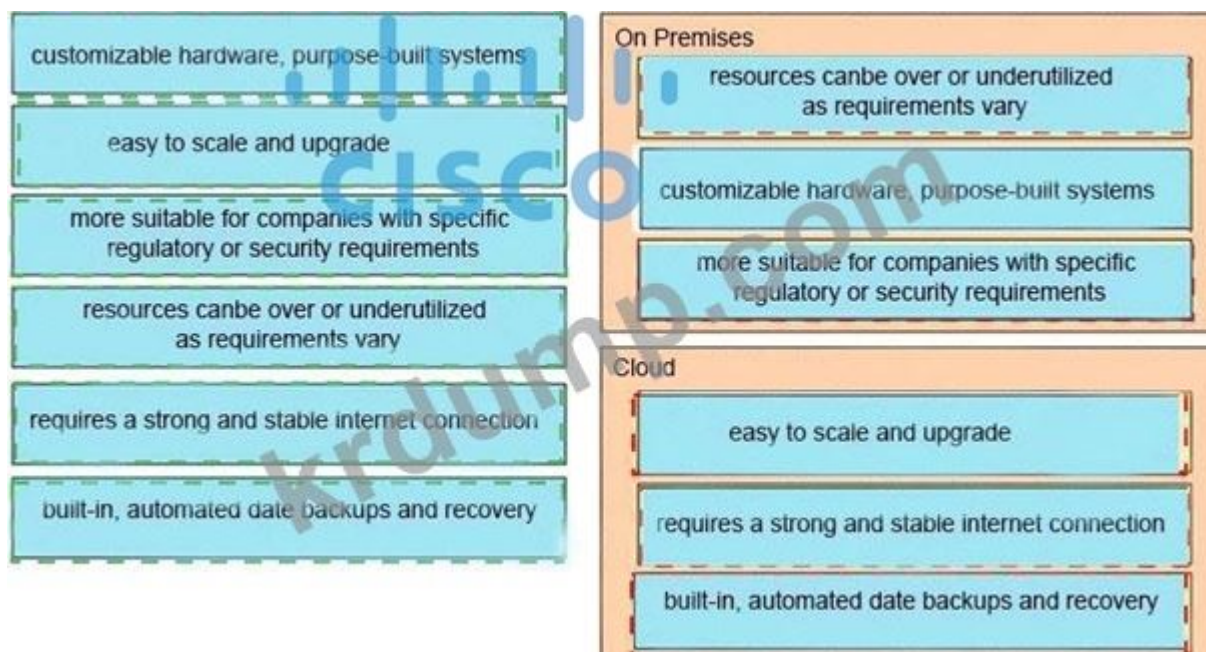 customizable hardware, purpose-built systems
easy to scale and upgrade
more suitable for companies with specific
regulatory or security requirements
resources canbe over or underutilized
as requirements vary
requires a strong and stable internet connection
built-in, automated date backups and recovery
On Premises
resources canbe over or underutilized
as requirements vary
customizable hardware, purpose-built systems
more suitable for companies with specific
regulatory or security requirements
Cloud
easy to scale and upgrade
requires a strong and stable internet connection
built-in, automated date backups and recovery
CISCO
krdump.com